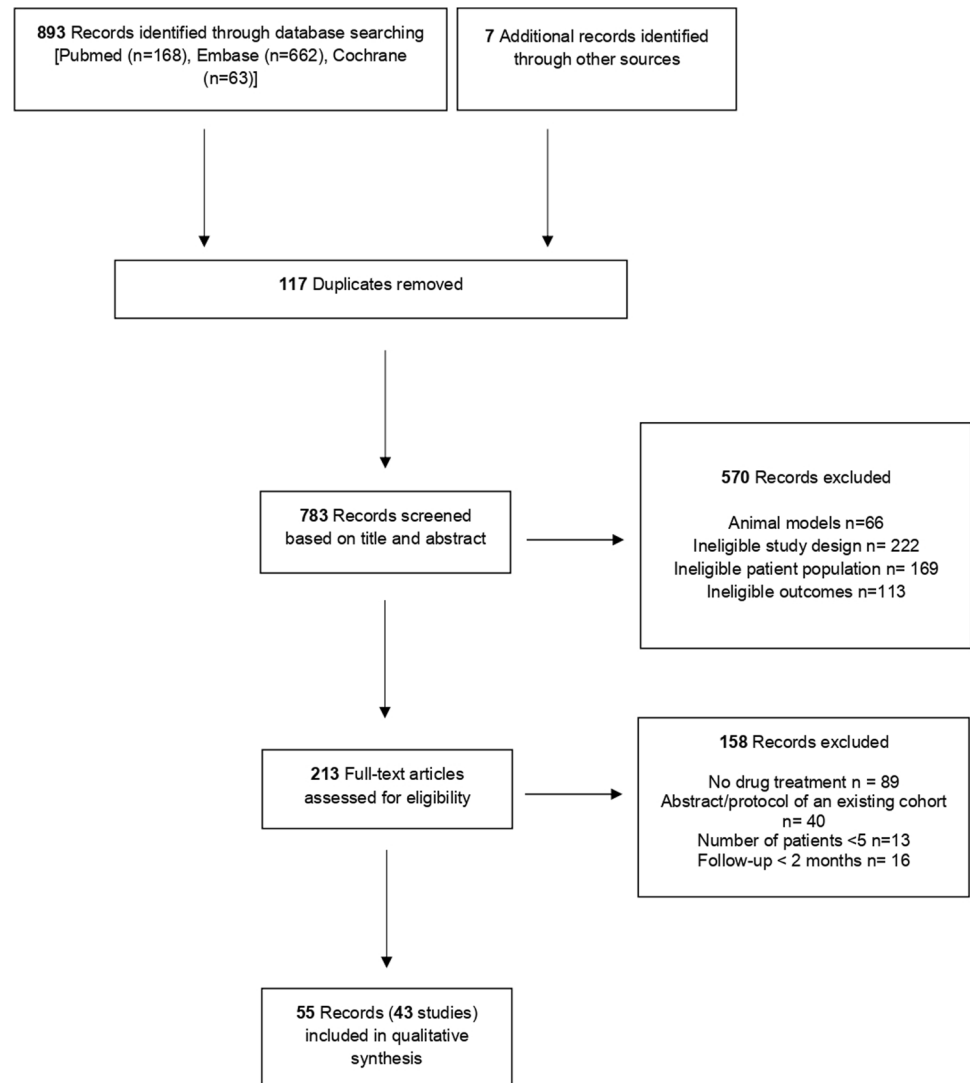 893 Records identified through database searching
[Pubmed (n=168), Embase (n=662), Cochrane
(n=63)]
7 Additional records identified
through other sources
117 Duplicates removed
783 Records screened
based on title and abstract
570 Records excluded
Animal models n=66
Ineligible study design n= 222
Ineligible patient population n= 169
Ineligible outcomes n=113
213 Full-text articles
assessed for eligibility
158 Records excluded
No drug treatment n = 89
Abstract/protocol of an existing cohort
n= 40
Number of patients <5 n=13
Follow-up < 2 months n= 16
55 Records (43 studies)
included in qualitative
synthesis